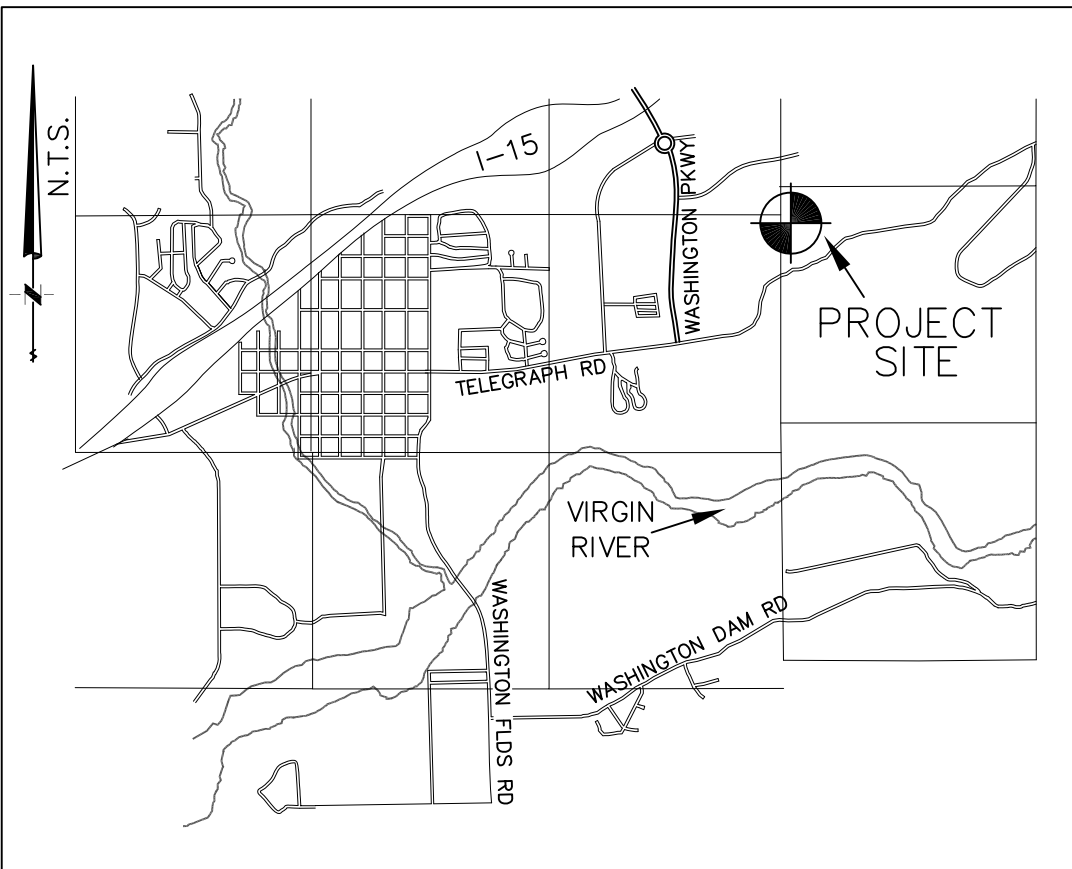 N.T.S.
I-15
WASHINGTON PKWY
PROJECT
SITE
TELEGRAPH RD
VIRGIN
RIVER
WASHINGTON FLDS RD
WASHINGTON DAM RD